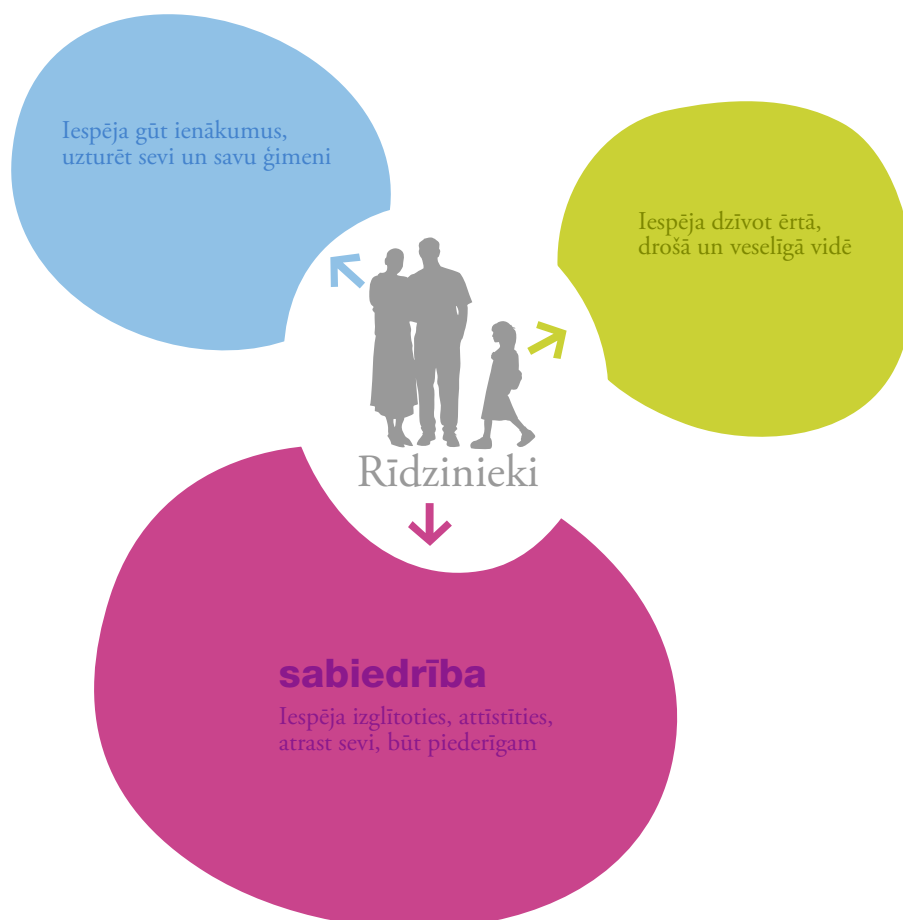 Iespēja gūt ienākumus,
uzturēt sevi un savu ģimeni
Iespēja dzīvot ērtā,
drošā un veselīgā vidē
Rīdzinieki
sabiedrība
Iespēja izglītoties, attīstīties,
atrast sevi, būt piederīgam